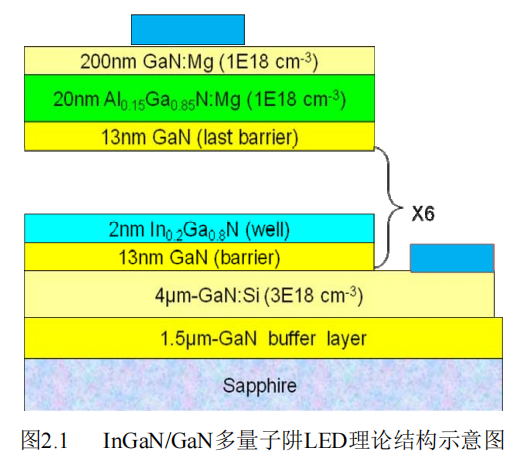 200nm GaN:Mg (1E18 cm⁻³)
20nm Al₀.₁₅Ga₀.₈₅N:Mg (1E18 cm⁻³)
13nm GaN (last barrier)
X6
2nm In₀.₂Ga₀.₈N (well)
13nm GaN (barrier)
4μm-GaN:Si (3E18 cm⁻³)
1.5μm-GaN buffer layer
Sapphire
图2.1 InGaN/GaN多量子阱LED理论结构示意图